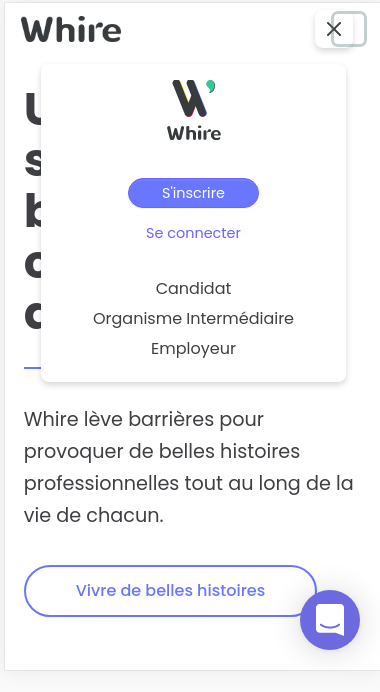 Whire
Whire
S'inscrire
Se connecter
Candidat
Organisme Intermédiaire
Employeur
Whire lève barrières pour
provoquer de belles histoires
professionnelles tout au long de la
vie de chacun.
Vivre de belles histoires